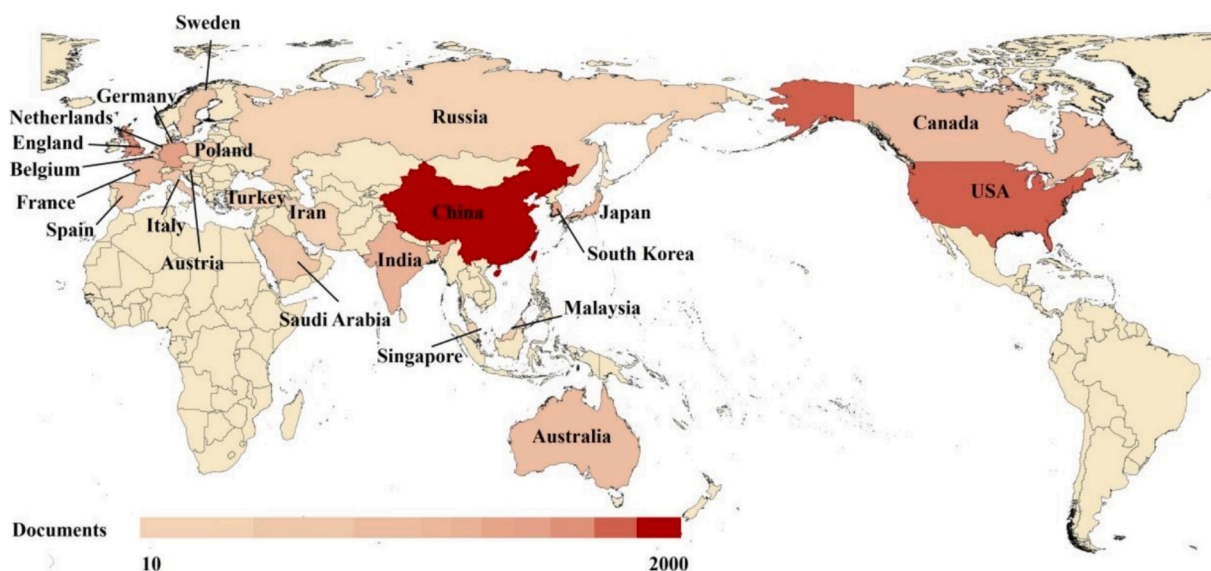 Sweden
Germany
Netherlands
England
Belgium
France
Spain
Italy
Austria
Poland
Turkey
Iran
Russia
China
Japan
South Korea
India
Saudi Arabia
Malaysia
Singapore
Australia
Canada
USA
Documents
10
2000